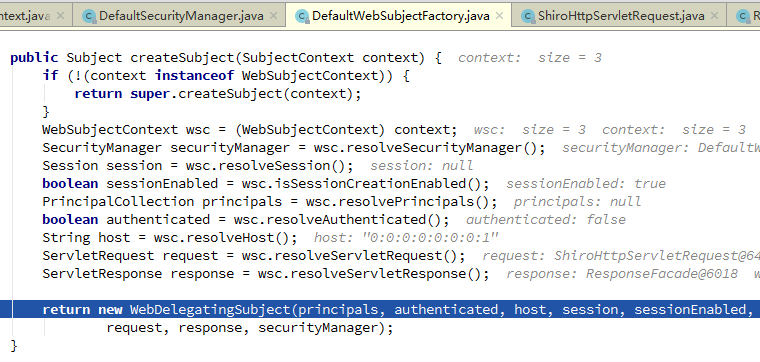 ntext.java × DefaultSecurityManager.java × DefaultWebSubjectFactory.java × ShiroHttpServletRequest.java × R
public Subject createSubject(SubjectContext context) { context: size = 3
if (!(context instanceof WebSubjectContext)) {
return super.createSubject(context);
}
WebSubjectContext wsc = (WebSubjectContext) context; wsc: size = 3 context: size = 3
SecurityManager securityManager = wsc.resolveSecurityManager(); securityManager: DefaultW
Session session = wsc.resolveSession(); session: null
boolean sessionEnabled = wsc.isSessionCreationEnabled(); sessionEnabled: true
PrincipalCollection principals = wsc.resolvePrincipals(); principals: null
boolean authenticated = wsc.resolveAuthenticated(); authenticated: false
String host = wsc.resolveHost(); host: "0:0:0:0:0:0:0:1"
ServletRequest request = wsc.resolveServletRequest(); request: ShiroHttpServletRequest@64
ServletResponse response = wsc.resolveServletResponse(); response: ResponseFacade@6018 w
return new WebDelegatingSubject(principals, authenticated, host, session, sessionEnabled,
request, response, securityManager);
}